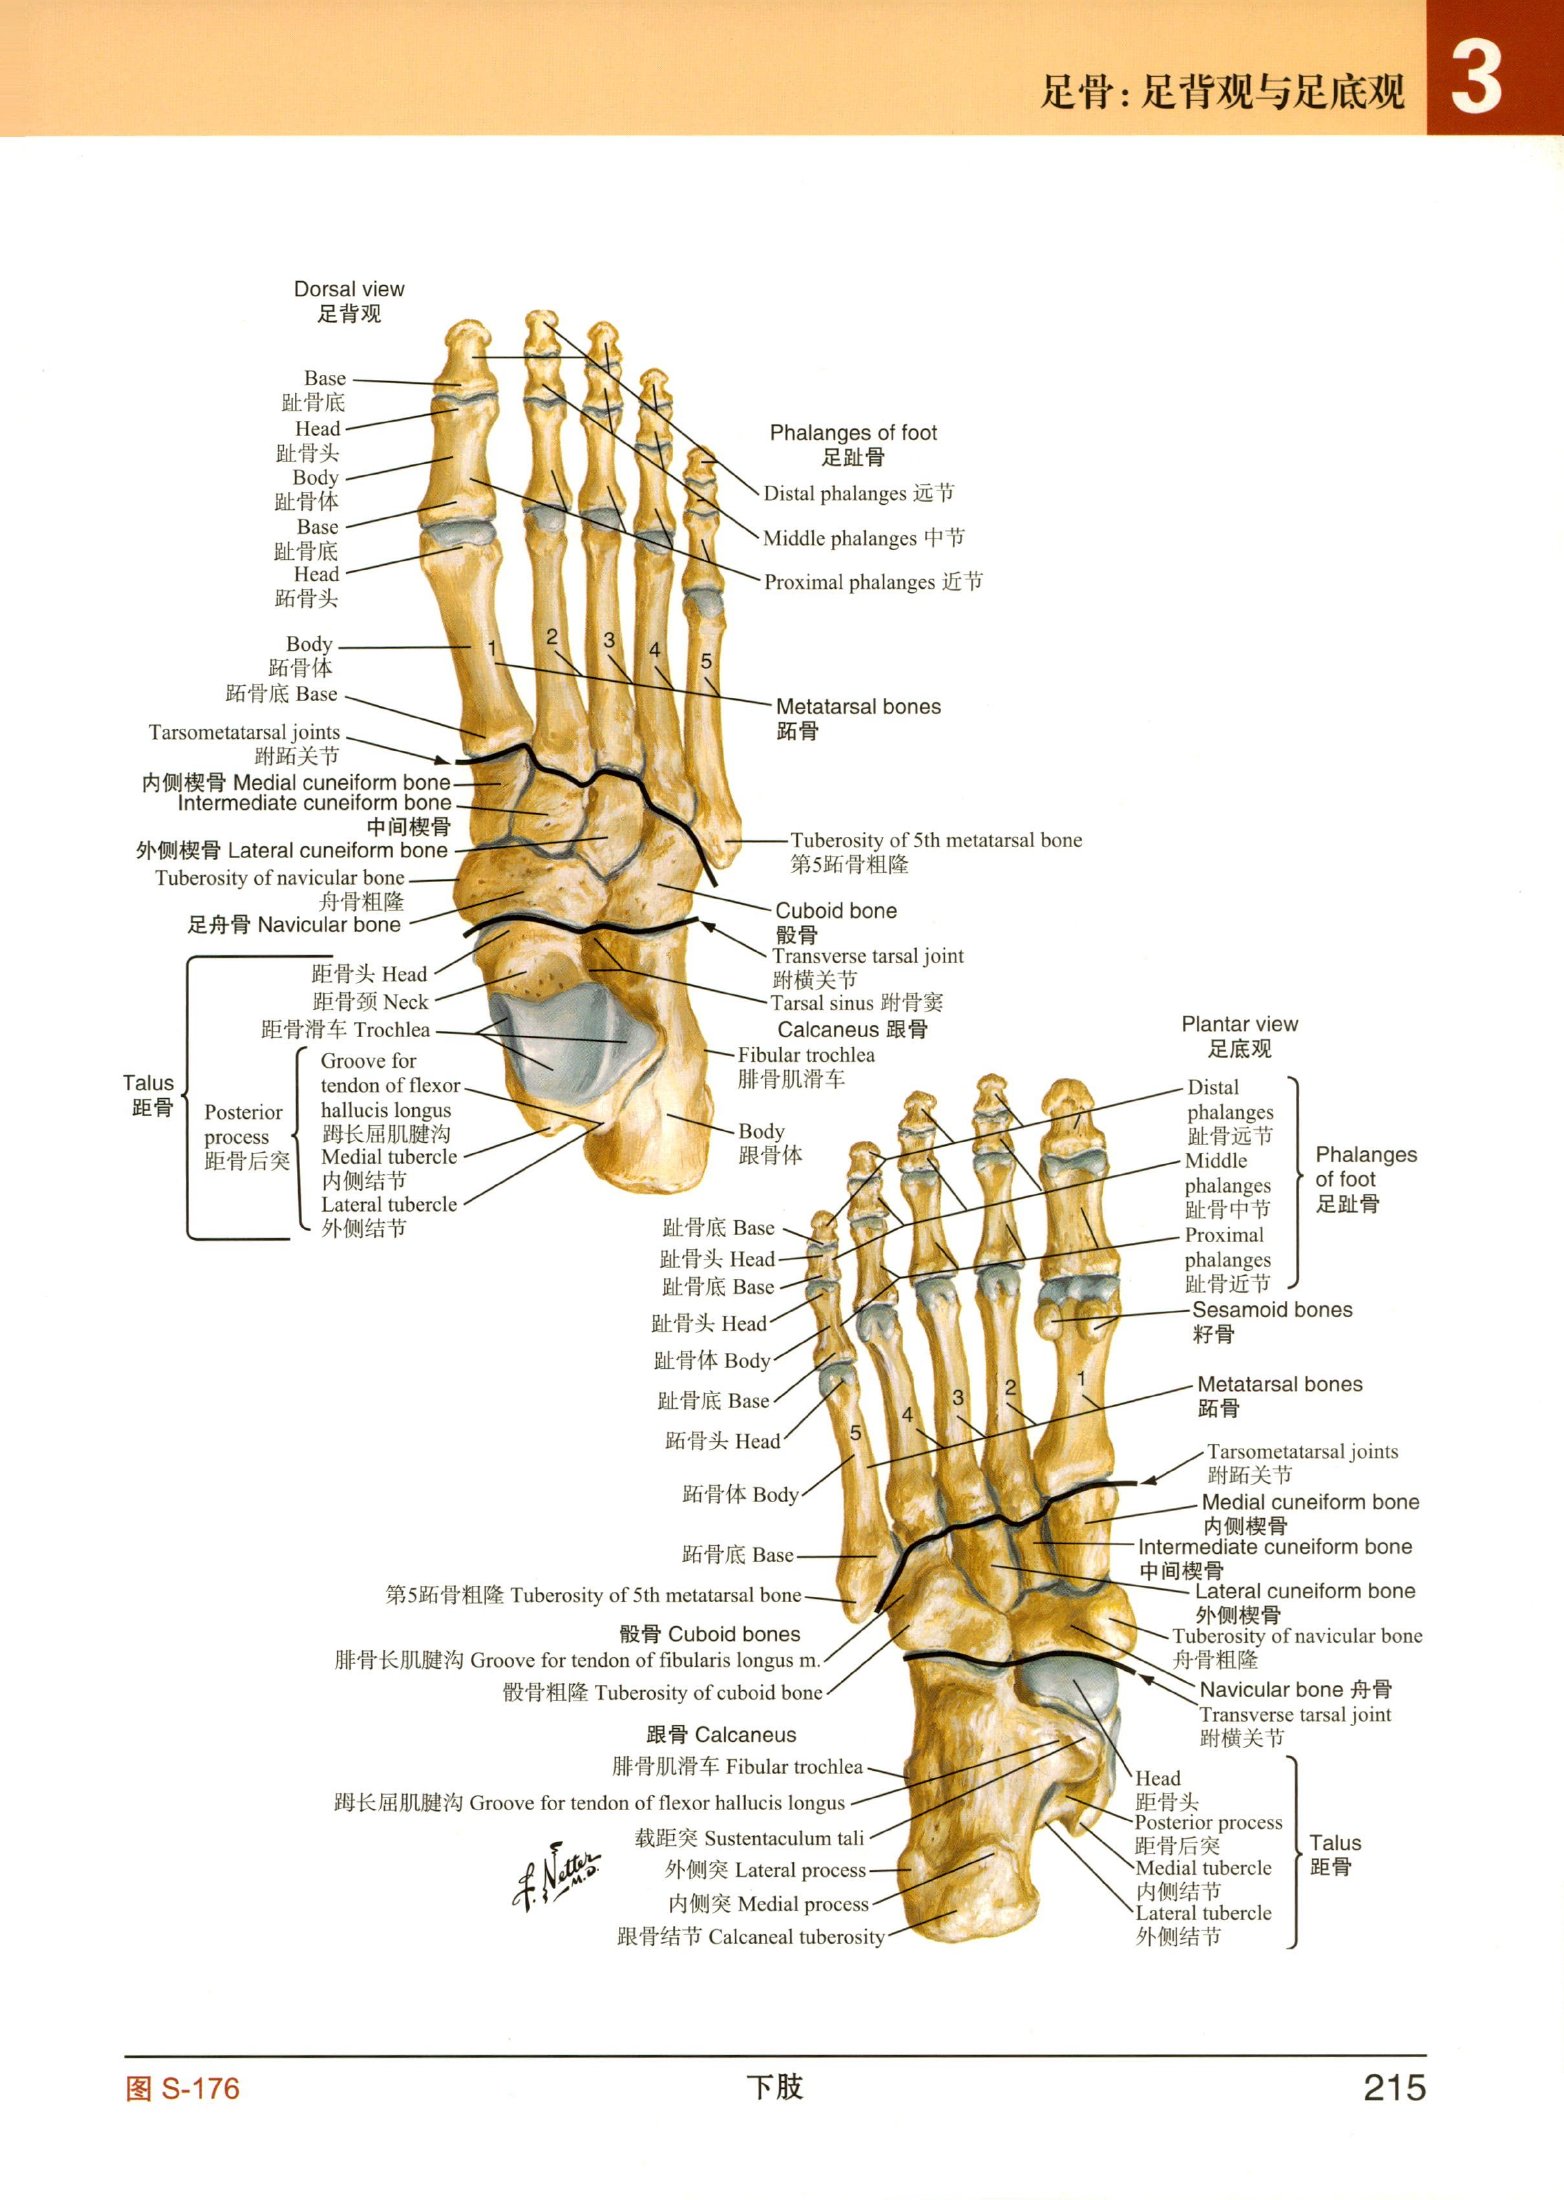 足骨：足背观与足底观
3
Dorsal view
足背观
Base
趾骨底
Head
趾骨头
Body
趾骨体
Base
趾骨底
Head
跖骨头
Body
跖骨体
跖骨底 Base
Tarsometatarsal joints
跗跖关节
内侧楔骨 Medial cuneiform bone
Intermediate cuneiform bone
中间楔骨
外侧楔骨 Lateral cuneiform bone
Tuberosity of navicular bone
舟骨粗隆
足舟骨 Navicular bone
距骨头 Head
距骨颈 Neck
距骨滑车 Trochlea
Talus
距骨
Posterior
process
距骨后突
Groove for
tendon of flexor
hallucis longus
𧿹长屈肌腱沟
Medial tubercle
内侧结节
Lateral tubercle
外侧结节
1
2
3
4
5
Phalanges of foot
足趾骨
Distal phalanges 远节
Middle phalanges 中节
Proximal phalanges 近节
Metatarsal bones
跖骨
Tuberosity of 5th metatarsal bone
第5跖骨粗隆
Cuboid bone
骰骨
Transverse tarsal joint
跗横关节
Tarsal sinus 跗骨窦
Calcaneus 跟骨
Fibular trochlea
腓骨肌滑车
Body
跟骨体
Plantar view
足底观
Distal
phalanges
趾骨远节
Middle
phalanges
趾骨中节
Proximal
phalanges
趾骨近节
Phalanges
of foot
足趾骨
Sesamoid bones
籽骨
Metatarsal bones
跖骨
Tarsometatarsal joints
跗跖关节
Medial cuneiform bone
内侧楔骨
Intermediate cuneiform bone
中间楔骨
Lateral cuneiform bone
外侧楔骨
Tuberosity of navicular bone
舟骨粗隆
Navicular bone 舟骨
Transverse tarsal joint
跗横关节
Head
距骨头
Posterior process
距骨后突
Medial tubercle
内侧结节
Lateral tubercle
外侧结节
Talus
距骨
趾骨底 Base
趾骨头 Head
趾骨底 Base
趾骨头 Head
趾骨体 Body
趾骨底 Base
跖骨头 Head
跖骨体 Body
跖骨底 Base
第5跖骨粗隆 Tuberosity of 5th metatarsal bone
骰骨 Cuboid bones
腓骨长肌腱沟 Groove for tendon of fibularis longus m.
骰骨粗隆 Tuberosity of cuboid bone
跟骨 Calcaneus
腓骨肌滑车 Fibular trochlea
𧿹长屈肌腱沟 Groove for tendon of flexor hallucis longus
载距突 Sustentaculum tali
外侧突 Lateral process
内侧突 Medial process
跟骨结节 Calcaneal tuberosity
5
4
3
2
1
F. Netter
M.D.
图 S-176
下肢
215